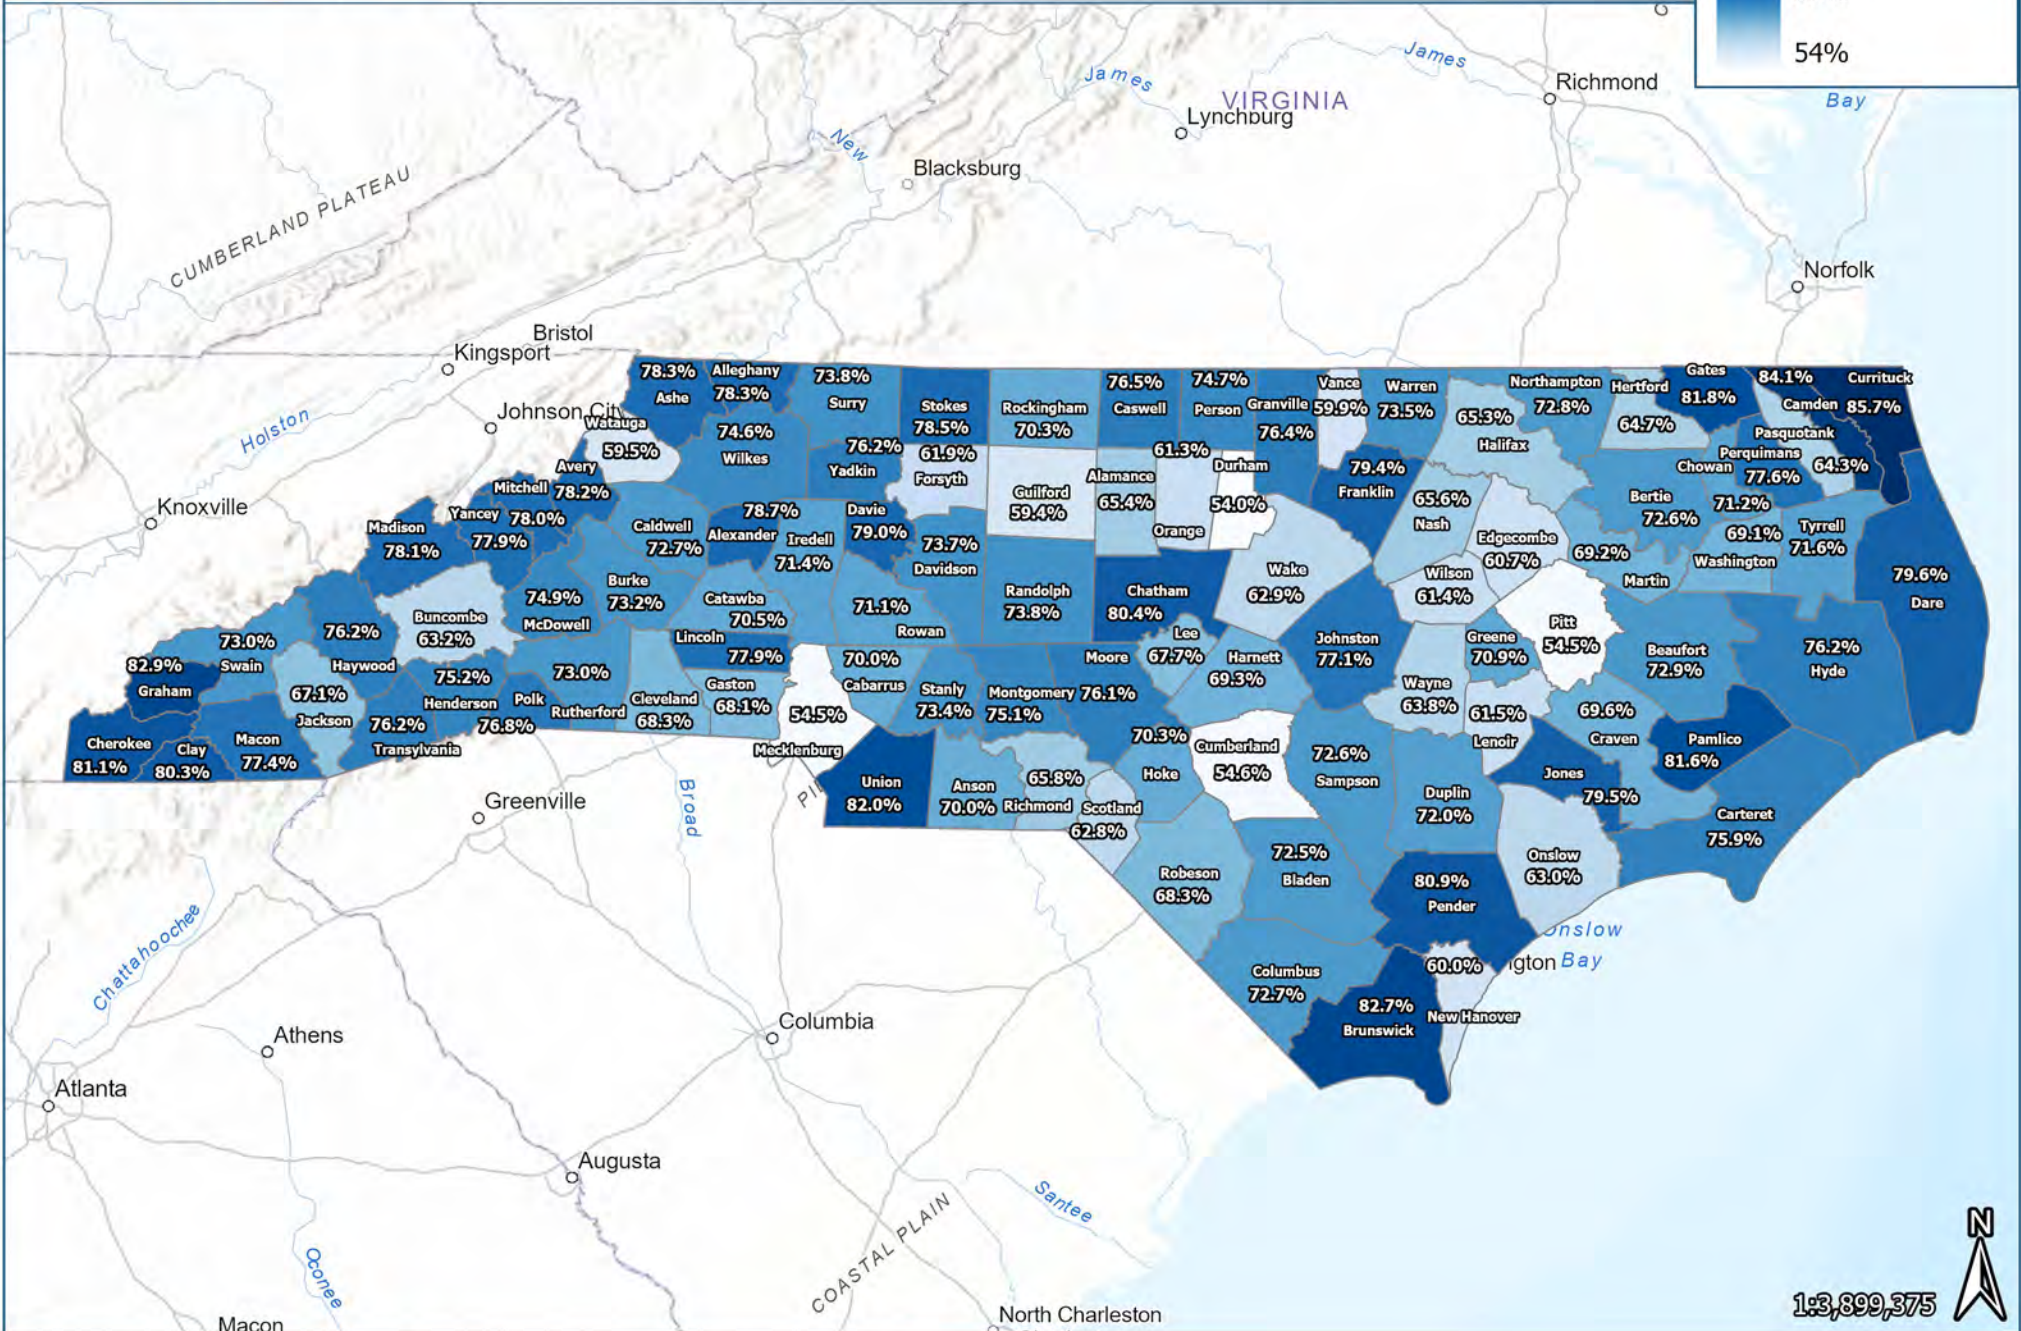 54%
James
James
Richmond
Bay
VIRGINIA
Lynchburg
New
Blacksburg
CUMBERLAND PLATEAU
Norfolk
Bristol
Kingsport
Holston
Johnson City
Knoxville
78.3%
Ashe
Alleghany
78.3%
73.8%
Surry
Stokes
78.5%
Rockingham
70.3%
76.5%
Caswell
74.7%
Person
Granville
76.4%
Vance
59.9%
Warren
73.5%
65.3%
Halifax
Northampton
72.8%
Hertford
64.7%
Gates
81.8%
84.1%
Camden
Currituck
85.7%
Pasquotank
64.3%
Perquimans
77.6%
Chowan
71.2%
Watauga
59.5%
74.6%
Wilkes
76.2%
Yadkin
61.9%
Forsyth
Guilford
59.4%
Alamance
65.4%
61.3%
Orange
Durham
54.0%
79.4%
Franklin
65.6%
Nash
Edgecombe
60.7%
Bertie
72.6%
69.1%
Washington
Tyrrell
71.6%
Avery
78.2%
Mitchell
78.0%
Yancey
77.9%
Madison
78.1%
Caldwell
72.7%
78.7%
Alexander
Iredell
71.4%
Davie
79.0%
73.7%
Davidson
Randolph
73.8%
Chatham
80.4%
Wake
62.9%
Wilson
61.4%
69.2%
Martin
79.6%
Dare
Buncombe
63.2%
74.9%
McDowell
Burke
73.2%
Catawba
70.5%
71.1%
Rowan
Lee
67.7%
Harnett
69.3%
Johnston
77.1%
Greene
70.9%
Pitt
54.5%
Beaufort
72.9%
76.2%
Hyde
73.0%
Swain
76.2%
Haywood
82.9%
Graham
67.1%
Jackson
75.2%
Henderson
Polk
76.8%
73.0%
Rutherford
Cleveland
68.3%
Lincoln
77.9%
Gaston
68.1%
54.5%
Mecklenburg
70.0%
Cabarrus
Stanly
73.4%
Montgomery
75.1%
Moore
76.1%
Wayne
63.8%
61.5%
Lenoir
69.6%
Craven
Pamlico
81.6%
Cherokee
81.1%
Clay
80.3%
Macon
77.4%
76.2%
Transylvania
Union
82.0%
Anson
70.0%
65.8%
Richmond
Scotland
62.8%
70.3%
Hoke
Cumberland
54.6%
72.6%
Sampson
Duplin
72.0%
Jones
79.5%
Carteret
75.9%
Robeson
68.3%
72.5%
Bladen
80.9%
Pender
Onslow
63.0%
Columbus
72.7%
82.7%
Brunswick
60.0%
New Hanover
Onslow
Bay
ngton
Greenville
Broad
PI
Chattahoochee
Athens
Columbia
Atlanta
Augusta
Santee
COASTAL PLAIN
Oconee
North Charleston
Macon
N
1:3,899,375